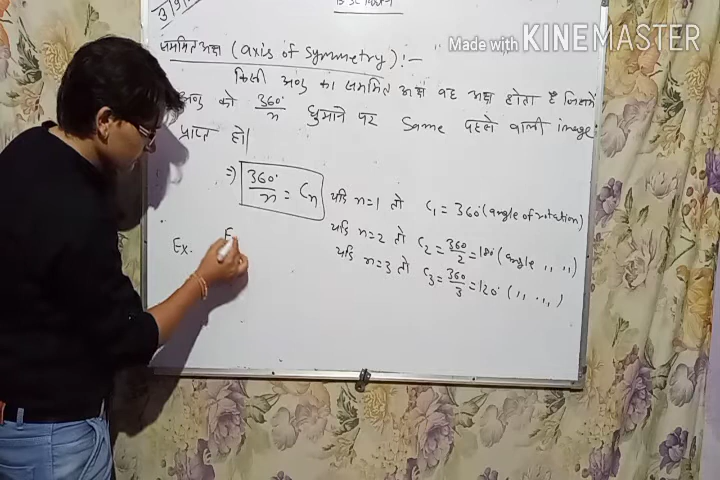 Made with KINEMASTER
सममित अक्ष (axis of symmetry) :-
किसी अणु का सममित अक्ष वह अक्ष होता है जिसमें
अणु को 360°/n घुमाने पर Same पहले वाली image
प्राप्त हो।
⇒) 360°/n = Cn यदि n=1 तो C1 = 360° (angle of rotation)
यदि n=2 तो C2 = 360/2 = 180° (angle ,, ,,)
यदि n=3 तो C3 = 360/3 = 120° (,, ,,,)
Ex. F